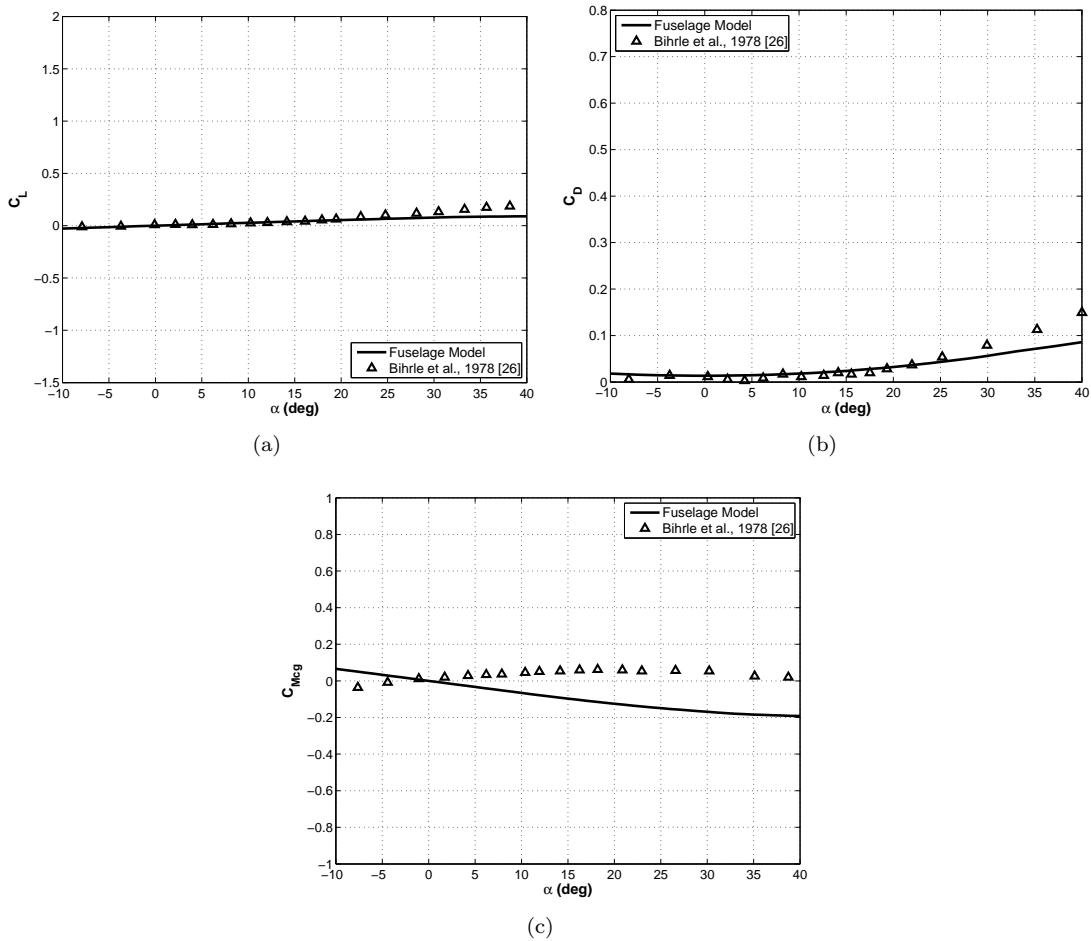 2
1.5
1
0.5
0
−0.5
−1
−1.5
C_L
−10 −5 0 5 10 15 20 25 30 35 40
α (deg)
Fuselage Model
Bihrle et al., 1978 [26]
(a)
0.8
0.7
0.6
0.5
0.4
0.3
0.2
0.1
0
C_D
−10 −5 0 5 10 15 20 25 30 35 40
α (deg)
Fuselage Model
Bihrle et al., 1978 [26]
(b)
1
0.8
0.6
0.4
0.2
0
−0.2
−0.4
−0.6
−0.8
−1
C_Mcg
−10 −5 0 5 10 15 20 25 30 35 40
α (deg)
Fuselage Model
Bihrle et al., 1978 [26]
(c)